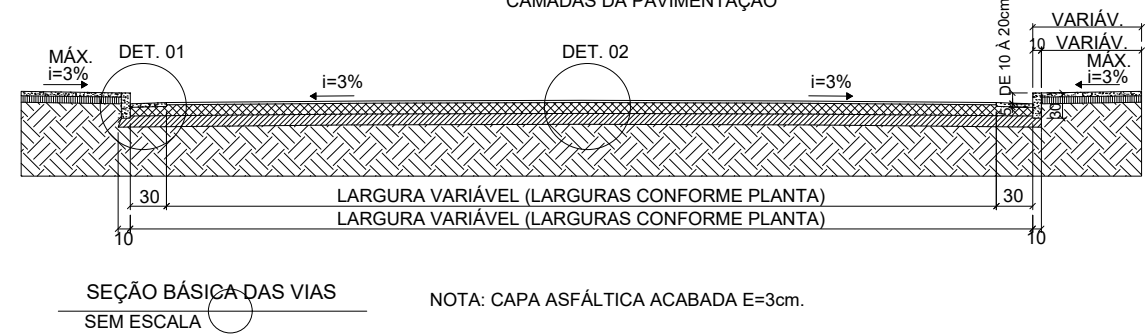 CAMADAS DA PAVIMENTAÇÃO
VARIÁV.
10 VARIÁV.
DE 10 À 20cm
MÁX.
i=3%
DET. 01
DET. 02
MÁX.
i=3%
i=3%
i=3%
30
30
LARGURA VARIÁVEL (LARGURAS CONFORME PLANTA)
30
LARGURA VARIÁVEL (LARGURAS CONFORME PLANTA)
10
10
SEÇÃO BÁSICA DAS VIAS
SEM ESCALA
NOTA: CAPA ASFÁLTICA ACABADA E=3cm.